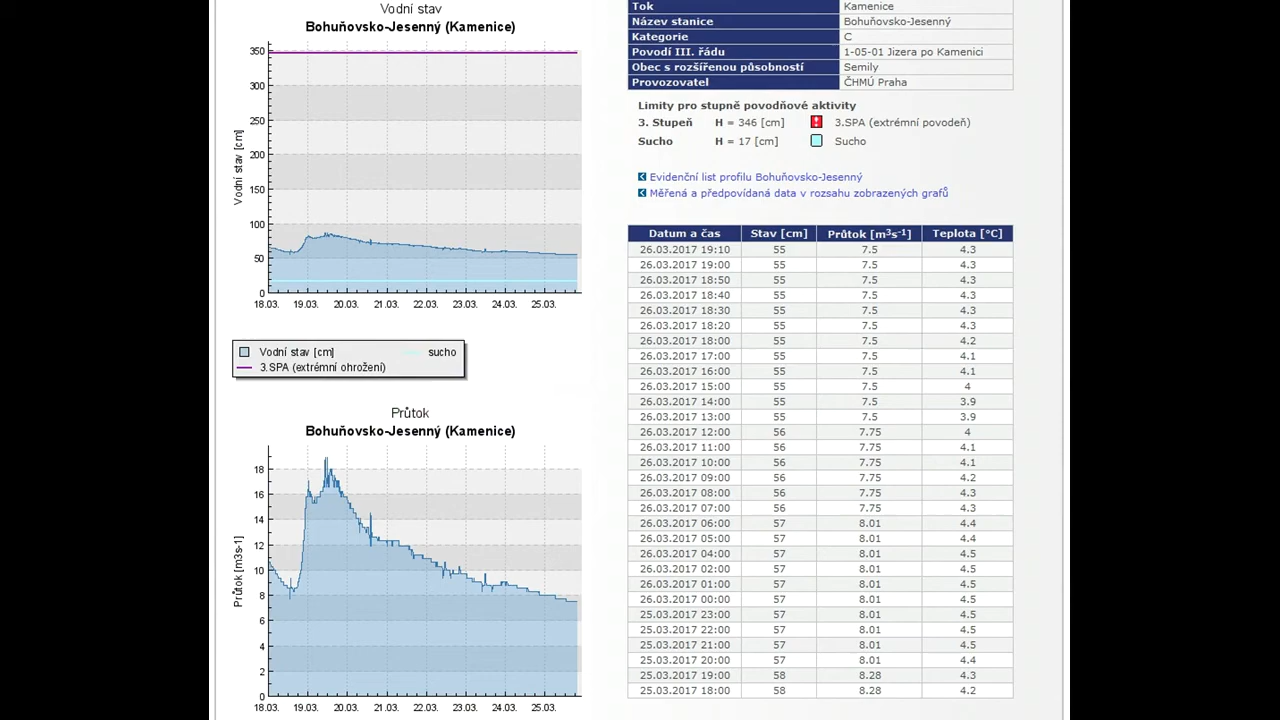 Vodní stav
Bohuňovsko-Jesenný (Kamenice)
350
300
250
200
150
100
50
0
Vodní stav [cm]
18.03. 19.03. 20.03. 21.03. 22.03. 23.03. 24.03. 25.03.
Vodní stav [cm] sucho
3.SPA (extrémní ohrožení)
Průtok
Bohuňovsko-Jesenný (Kamenice)
18
16
14
12
10
8
6
4
2
0
Průtok [m3s-1]
18.03. 19.03. 20.03. 21.03. 22.03. 23.03. 24.03. 25.03.
Tok Kamenice
Název stanice Bohuňovsko-Jesenný
Kategorie C
Povodí III. řádu 1-05-01 Jizera po Kamenici
Obec s rozšířenou působností Semily
Provozovatel ČHMÚ Praha
Limity pro stupně povodňové aktivity
3. Stupeň H = 346 [cm] 3.SPA (extrémní povodeň)
Sucho H = 17 [cm] Sucho
Evidenční list profilu Bohuňovsko-Jesenný
Měřená a předpovídaná data v rozsahu zobrazených grafů
Datum a čas Stav [cm] Průtok [m3s-1] Teplota [°C]
26.03.2017 19:10 55 7.5 4.3
26.03.2017 19:00 55 7.5 4.3
26.03.2017 18:50 55 7.5 4.3
26.03.2017 18:40 55 7.5 4.3
26.03.2017 18:30 55 7.5 4.3
26.03.2017 18:20 55 7.5 4.3
26.03.2017 18:00 55 7.5 4.2
26.03.2017 17:00 55 7.5 4.1
26.03.2017 16:00 55 7.5 4.1
26.03.2017 15:00 55 7.5 4
26.03.2017 14:00 55 7.5 3.9
26.03.2017 13:00 55 7.5 3.9
26.03.2017 12:00 56 7.75 4
26.03.2017 11:00 56 7.75 4.1
26.03.2017 10:00 56 7.75 4.1
26.03.2017 09:00 56 7.75 4.2
26.03.2017 08:00 56 7.75 4.3
26.03.2017 07:00 56 7.75 4.3
26.03.2017 06:00 57 8.01 4.4
26.03.2017 05:00 57 8.01 4.4
26.03.2017 04:00 57 8.01 4.5
26.03.2017 02:00 57 8.01 4.5
26.03.2017 01:00 57 8.01 4.5
26.03.2017 00:00 57 8.01 4.5
25.03.2017 23:00 57 8.01 4.5
25.03.2017 22:00 57 8.01 4.5
25.03.2017 21:00 57 8.01 4.5
25.03.2017 20:00 57 8.01 4.4
25.03.2017 19:00 58 8.28 4.3
25.03.2017 18:00 58 8.28 4.2